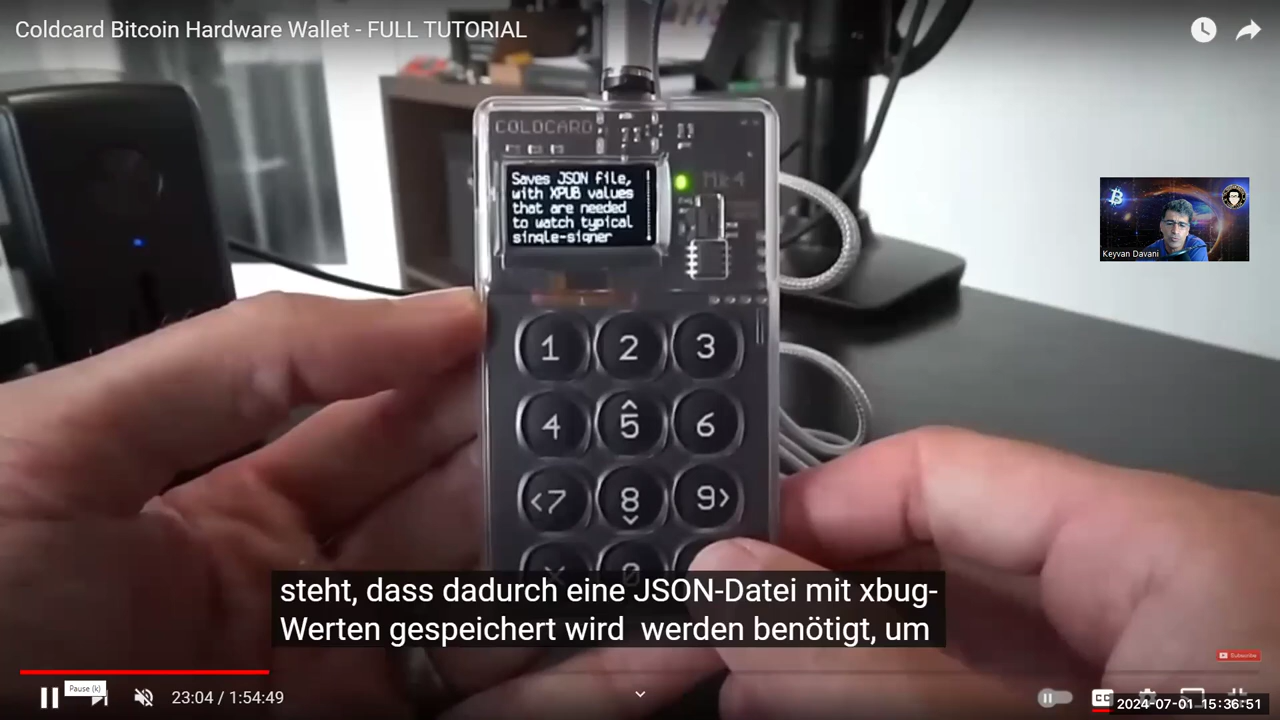 Coldcard Bitcoin Hardware Wallet - FULL TUTORIAL
COLDCARD
Mk4
Saves JSON file,
with XPUB values
that are needed
to watch typical
single-signer
Keyvan Davani
1 2 3
4 5 6
<7 8 9>
0
steht, dass dadurch eine JSON-Datei mit xbug-
Werten gespeichert wird werden benötigt, um
Subscribe
Pause (k)
23:04 / 1:54:49
CC
2024-07-01 15:36:51